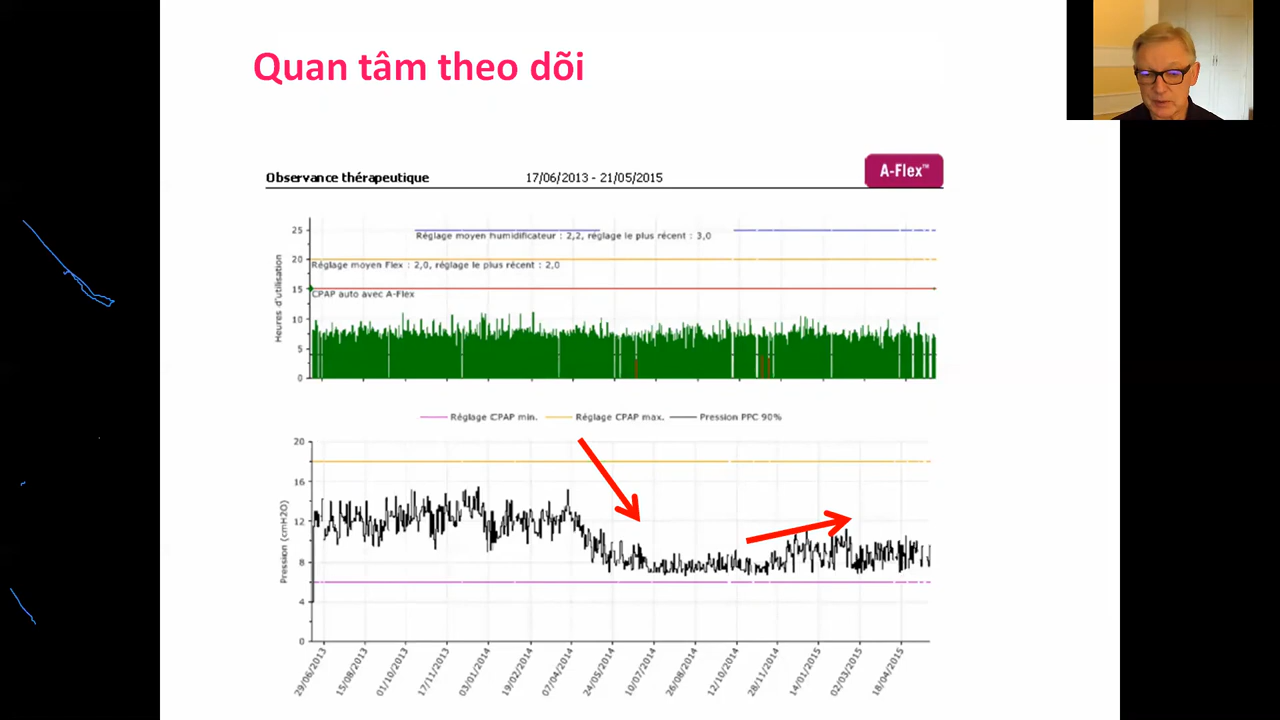 Quan tâm theo dõi
Observance thérapeutique 17/06/2013 - 21/05/2015 A-Flex™
Heures d'utilisation
25
20
15
10
5
0
Réglage moyen humidificateur : 2,2, réglage le plus récent : 3,0
Réglage moyen Flex : 2,0, réglage le plus récent : 2,0
CPAP auto avec A-Flex
Réglage CPAP min. Réglage CPAP max. Pression PPC 90%
Pression (cmH2O)
20
16
12
8
4
0
29/06/2013 15/08/2013 01/10/2013 17/11/2013 03/01/2014 19/02/2014 07/04/2014 24/05/2014 10/07/2014 26/08/2014 12/10/2014 28/11/2014 14/01/2015 02/03/2015 18/04/2015